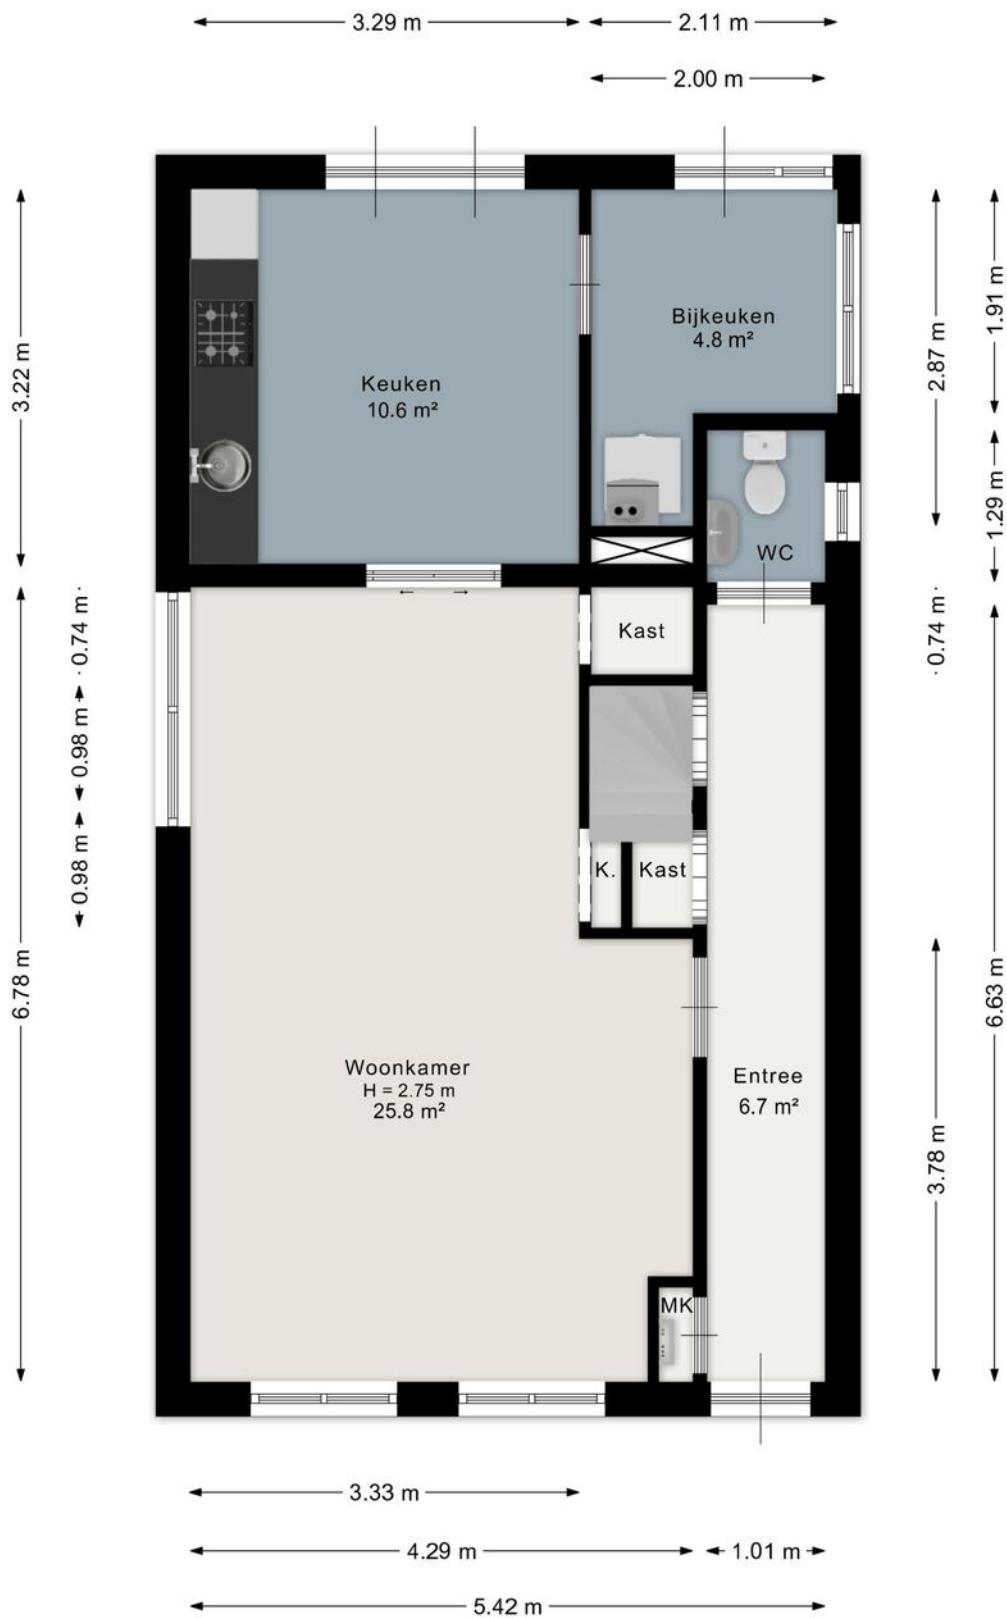 3.29 m
2.11 m
2.00 m
3.22 m
Keuken
10.6 m²
Bijkeuken
4.8 m²
2.87 m
1.91 m
1.29 m
WC
0.74 m
0.98 m
0.98 m
6.78 m
Kast
K.
Kast
0.74 m
Woonkamer
H = 2.75 m
25.8 m²
Entree
6.7 m²
MK
3.78 m
6.63 m
3.33 m
4.29 m
1.01 m
5.42 m